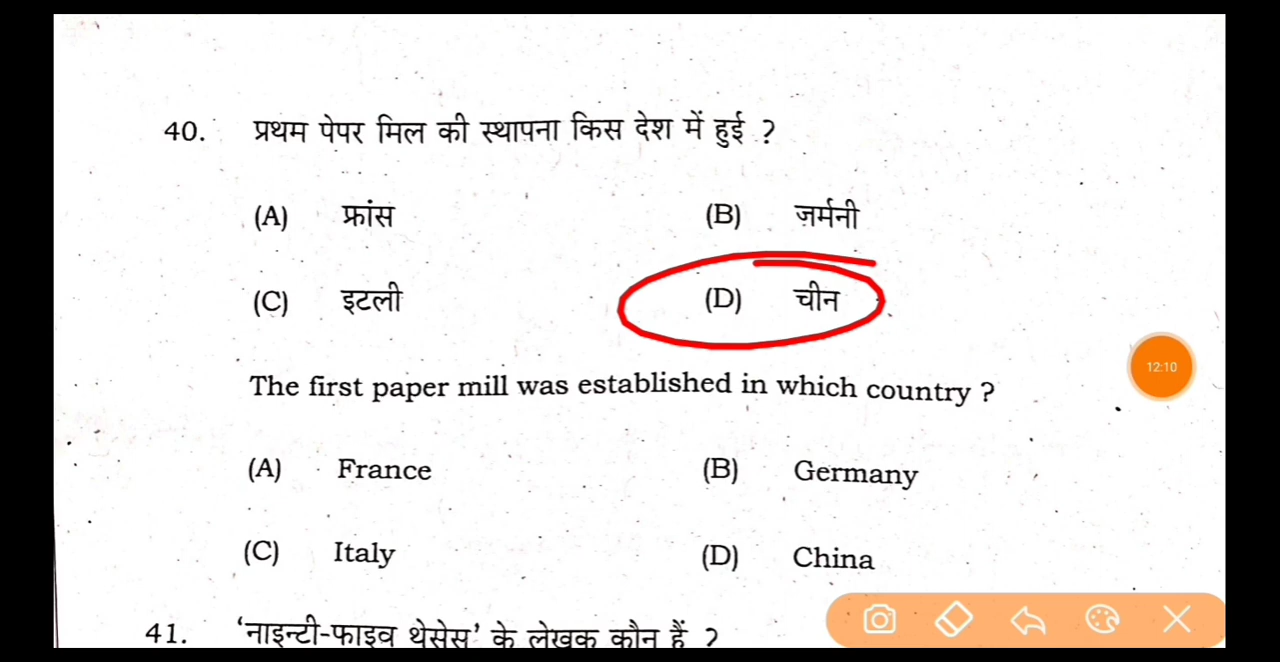 40. प्रथम पेपर मिल की स्थापना किस देश में हुई ?
(A) फ्रांस (B) जर्मनी
(C) इटली (D) चीन
The first paper mill was established in which country ?
(A) France (B) Germany
(C) Italy (D) China
12:10
41. ‘नाइन्टी-फाइव थेसेस’ के लेखक कौन हैं ?